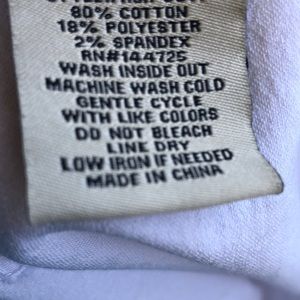 80% COTTON
18% POLYESTER
2% SPANDEX
RN#144725
WASH INSIDE OUT
MACHINE WASH COLD
GENTLE CYCLE
WITH LIKE COLORS
DO NOT BLEACH
LINE DRY
LOW IRON IF NEEDED
MADE IN CHINA